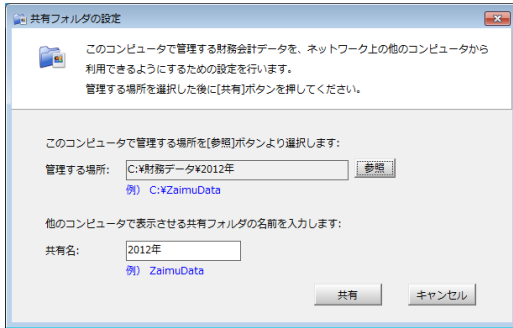 共有フォルダの設定
このコンピュータで管理する財務会計データを、ネットワーク上の他のコンピュータから
利用できるようにするための設定を行います。
管理する場所を選択した後に[共有]ボタンを押してください。
このコンピュータで管理する場所を[参照]ボタンより選択します:
管理する場所: C:¥財務データ¥2012年 参照
例） C:¥ZaimuData
他のコンピュータで表示させる共有フォルダの名前を入力します:
共有名: 2012年
例） ZaimuData
共有 キャンセル